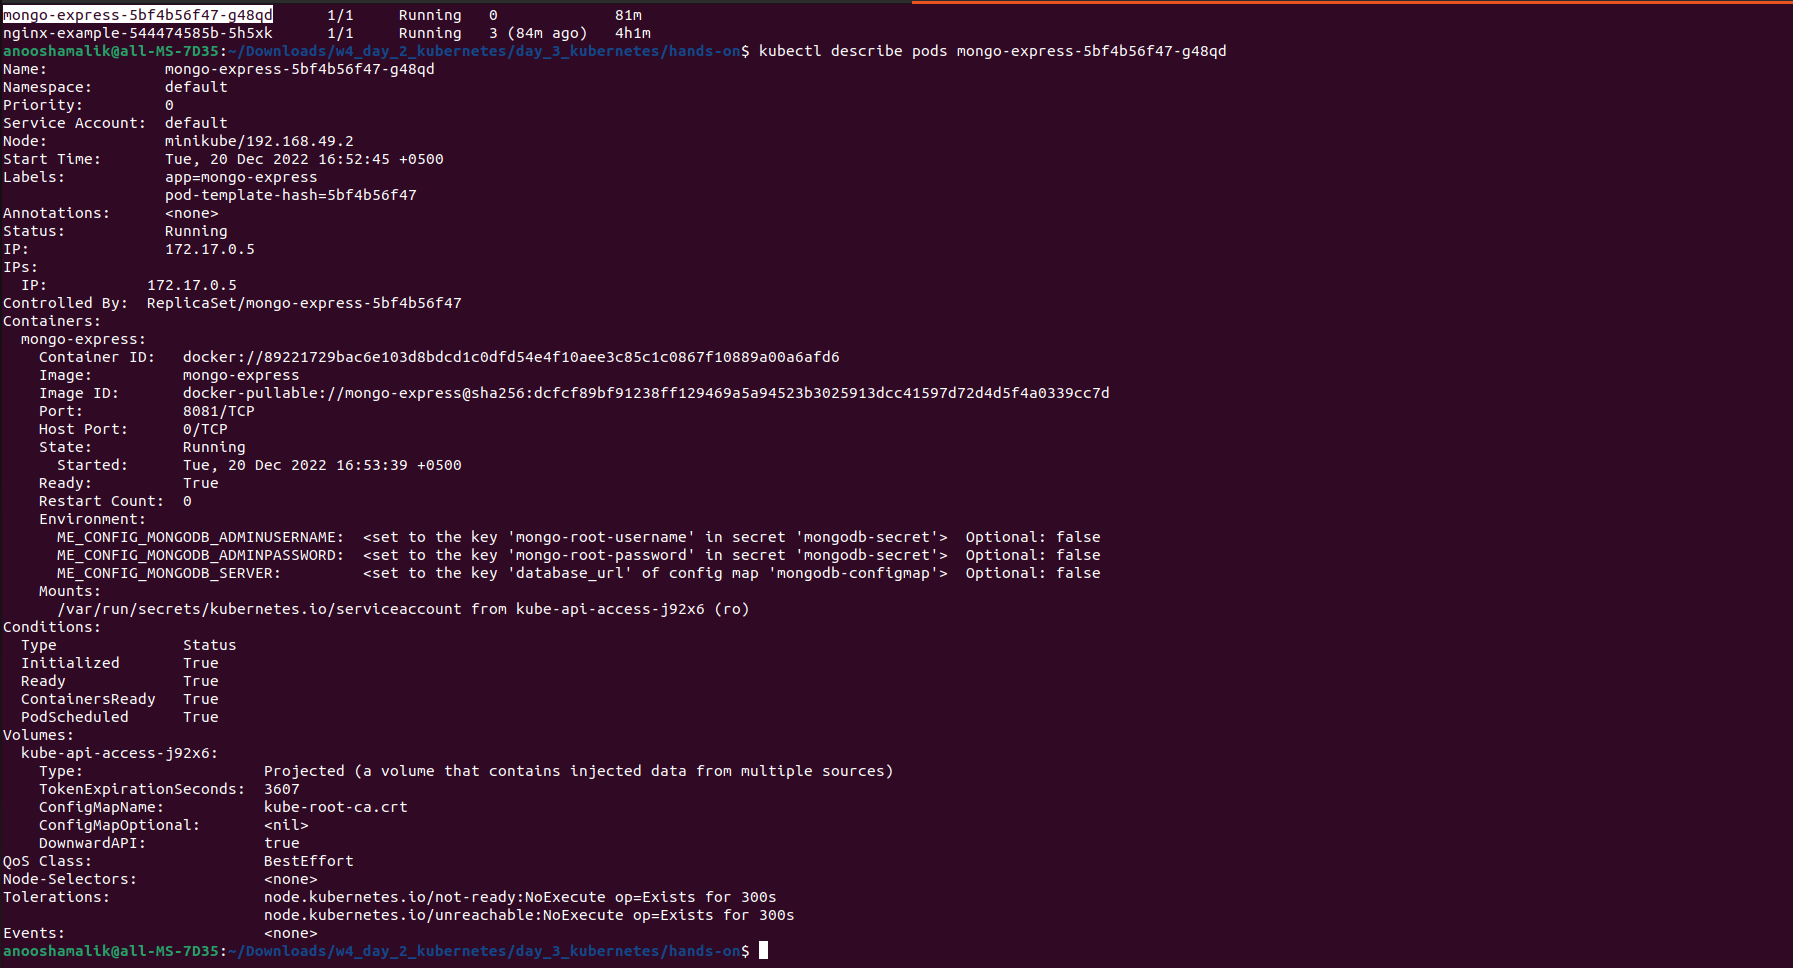 mongo-express-5bf4b56f47-g48qd      1/1     Running   0             81m
nginx-example-544474585b-5h5xk      1/1     Running   3 (84m ago)   4h1m
anooshamalik@all-MS-7D35:~/Downloads/w4_day_2_kubernetes/day_3_kubernetes/hands-on$ kubectl describe pods mongo-express-5bf4b56f47-g48qd
Name:             mongo-express-5bf4b56f47-g48qd
Namespace:        default
Priority:         0
Service Account:  default
Node:             minikube/192.168.49.2
Start Time:       Tue, 20 Dec 2022 16:52:45 +0500
Labels:           app=mongo-express
                  pod-template-hash=5bf4b56f47
Annotations:      <none>
Status:           Running
IP:               172.17.0.5
IPs:
  IP:           172.17.0.5
Controlled By:  ReplicaSet/mongo-express-5bf4b56f47
Containers:
  mongo-express:
    Container ID:   docker://89221729bac6e103d8bdcd1c0dfd54e4f10aee3c85c1c0867f10889a00a6afd6
    Image:          mongo-express
    Image ID:       docker-pullable://mongo-express@sha256:dcfcf89bf91238ff129469a5a94523b3025913dcc41597d72d4d5f4a0339cc7d
    Port:           8081/TCP
    Host Port:      0/TCP
    State:          Running
      Started:      Tue, 20 Dec 2022 16:53:39 +0500
    Ready:          True
    Restart Count:  0
    Environment:
      ME_CONFIG_MONGODB_ADMINUSERNAME:  <set to the key 'mongo-root-username' in secret 'mongodb-secret'>  Optional: false
      ME_CONFIG_MONGODB_ADMINPASSWORD:  <set to the key 'mongo-root-password' in secret 'mongodb-secret'>  Optional: false
      ME_CONFIG_MONGODB_SERVER:         <set to the key 'database_url' of config map 'mongodb-configmap'>  Optional: false
    Mounts:
      /var/run/secrets/kubernetes.io/serviceaccount from kube-api-access-j92x6 (ro)
Conditions:
  Type              Status
  Initialized       True
  Ready             True
  ContainersReady   True
  PodScheduled      True
Volumes:
  kube-api-access-j92x6:
    Type:                    Projected (a volume that contains injected data from multiple sources)
    TokenExpirationSeconds:  3607
    ConfigMapName:           kube-root-ca.crt
    ConfigMapOptional:       <nil>
    DownwardAPI:             true
QoS Class:                   BestEffort
Node-Selectors:              <none>
Tolerations:                 node.kubernetes.io/not-ready:NoExecute op=Exists for 300s
                             node.kubernetes.io/unreachable:NoExecute op=Exists for 300s
Events:                      <none>
anooshamalik@all-MS-7D35:~/Downloads/w4_day_2_kubernetes/day_3_kubernetes/hands-on$